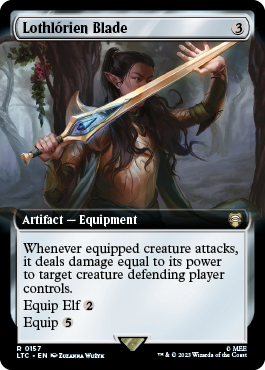 Lothlórien Blade 3
Artifact — Equipment
Whenever equipped creature attacks,
it deals damage equal to its power
to target creature defending player
controls.
Equip Elf 2
Equip 5
R 0157
LTC • EN Zuzanna Wużyk
© MEE
™ & © 2023 Wizards of the Coast